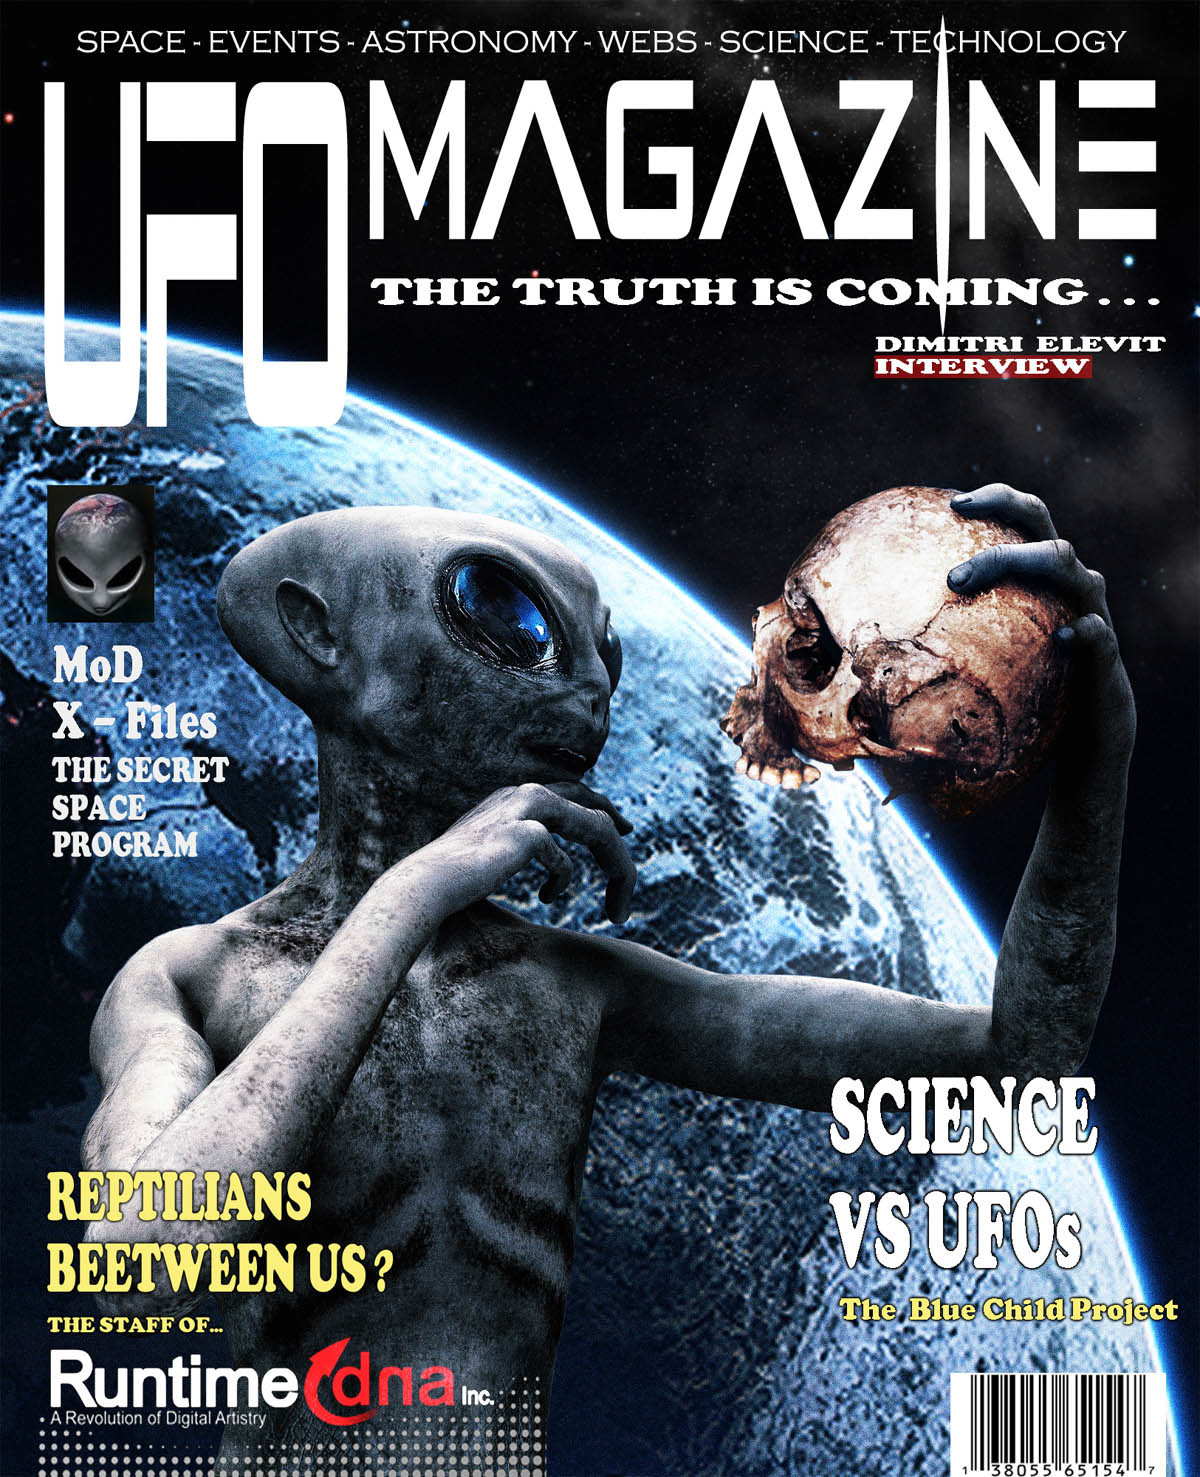 SPACE - EVENTS - ASTRONOMY - WEBS - SCIENCE - TECHNOLOGY
UFO MAGAZINE
THE TRUTH IS COMING...
DIMITRI ELEVIT
INTERVIEW
MoD
X - Files
THE SECRET
SPACE
PROGRAM
SCIENCE
VS UFOs
The Blue Child Project
REPTILIANS
BEETWEEN US ?
THE STAFF OF...
Runtime dna Inc.
A Revolution of Digital Artistry
1 38055 65154 7